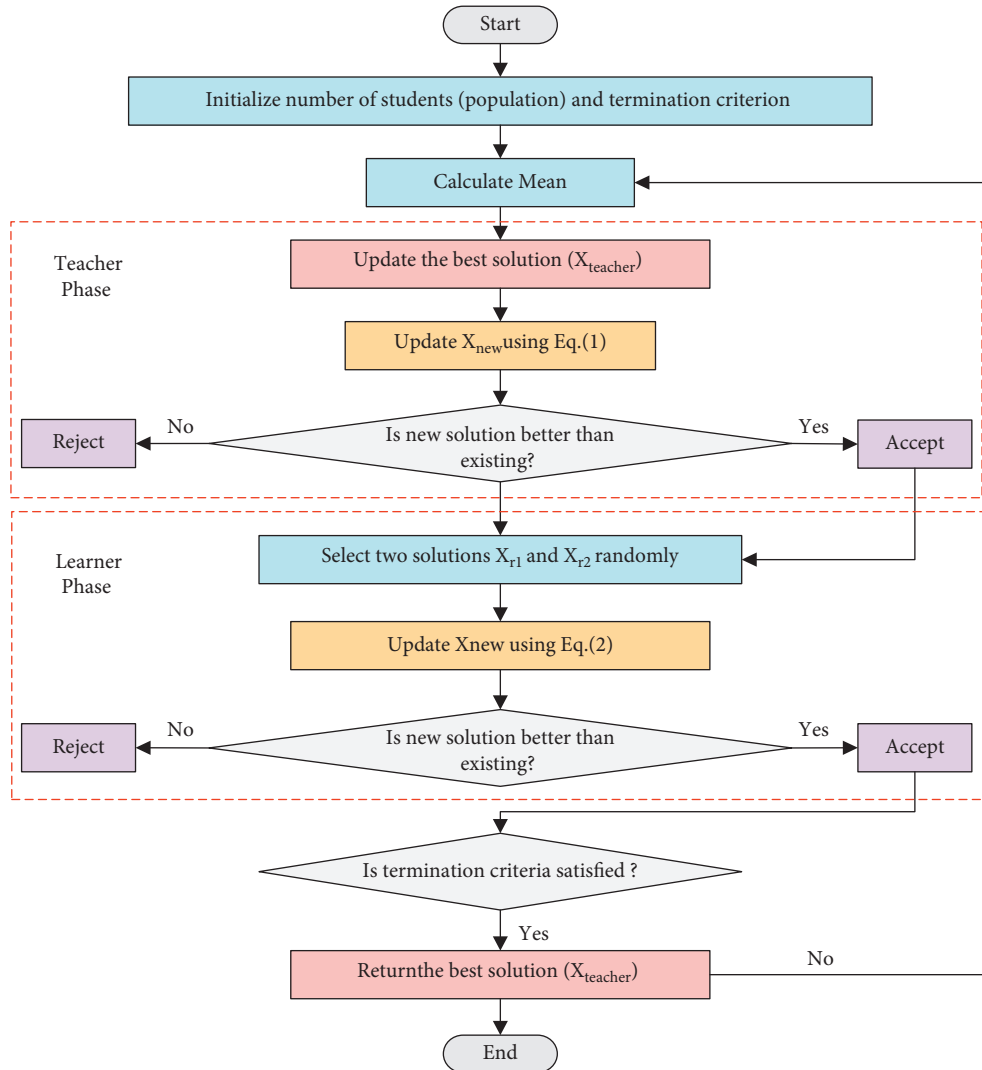 Start
Initialize number of students (population) and termination criterion
Calculate Mean
Teacher
Phase
Update the best solution (Xteacher)
Update Xnewusing Eq.(1)
Reject
No
Is new solution better than
existing?
Yes
Accept
Learner
Phase
Select two solutions Xr1 and Xr2 randomly
Update Xnew using Eq.(2)
Reject
No
Is new solution better than
existing?
Yes
Accept
Is termination criteria satisfied ?
Yes
Returnthe best solution (Xteacher)
No
End